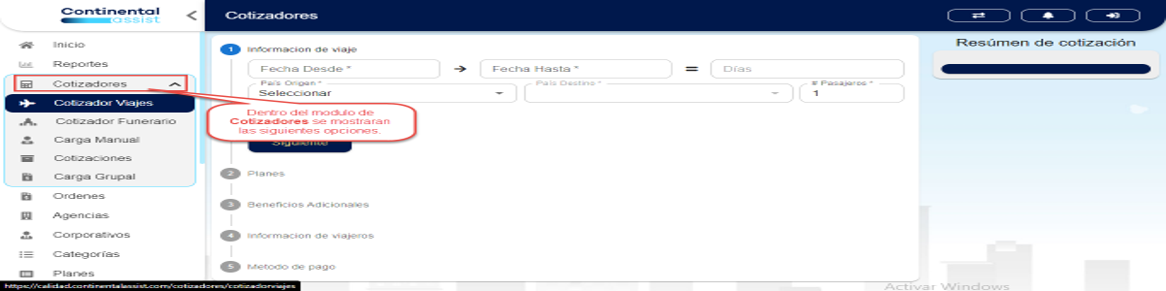 Continental
assist
Cotizadores
Inicio
Reportes
Cotizadores
Cotizador Viajes
Cotizador Funerario
Carga Manual
Cotizaciones
Carga Grupal
Ordenes
Agencias
Corporativos
Categorías
Planes
1 Informacion de viaje
Fecha Desde *
Fecha Hasta *
=
Días
País Origen *
Seleccionar
País Destino *
# Pasajeros *
1
Dentro del modulo de
Cotizadores se mostraran
las siguientes opciones.
Siguiente
2 Planes
3 Beneficios Adicionales
4 Informacion de viajeros
5 Metodo de pago
Resúmen de cotización
Activar Windows
https://calidad.continentalassist.com/cotizadores/cotizadorviajes